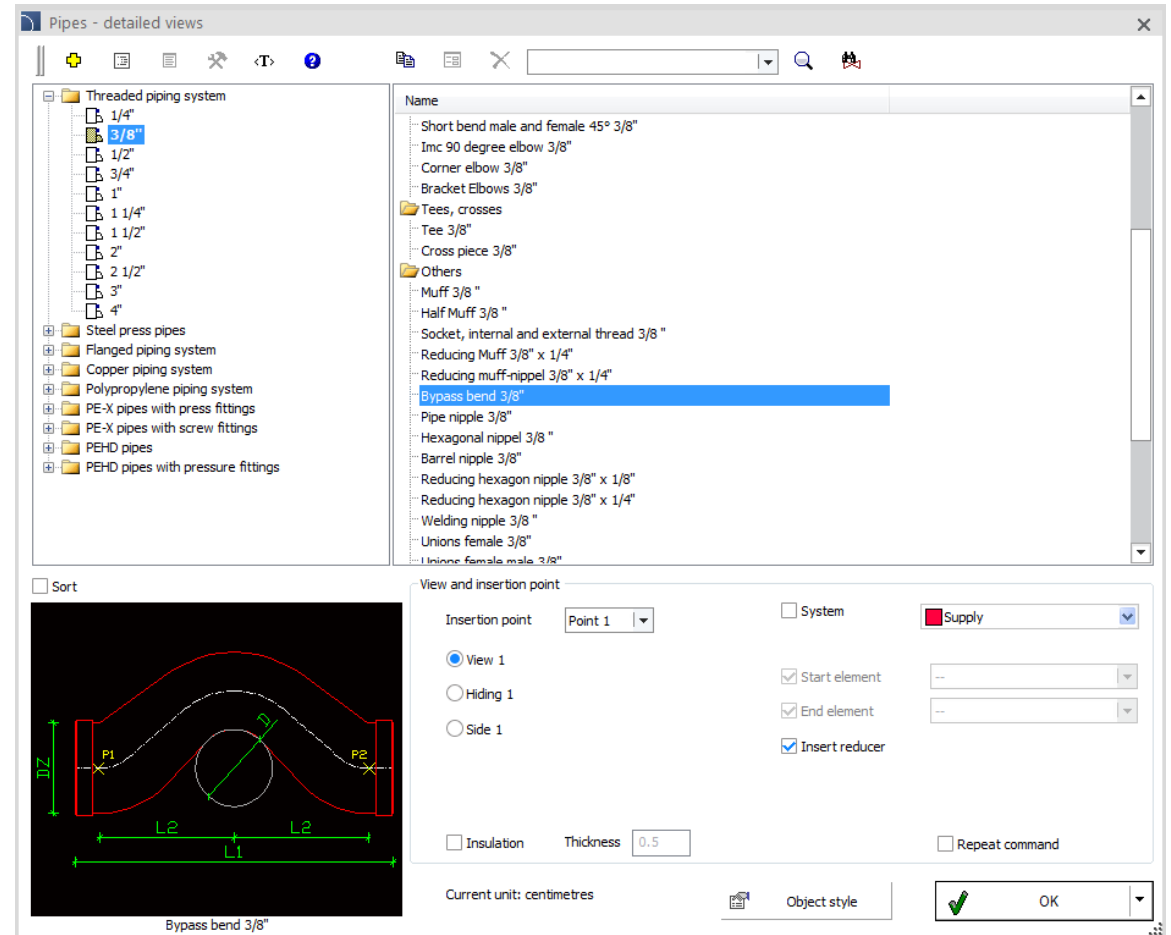 Pipes - detailed views
‹T›
?
Threaded piping system
1/4"
3/8"
1/2"
3/4"
1"
1 1/4"
1 1/2"
2"
2 1/2"
3"
4"
Steel press pipes
Flanged piping system
Copper piping system
Polypropylene piping system
PE-X pipes with press fittings
PE-X pipes with screw fittings
PEHD pipes
PEHD pipes with pressure fittings
Name
Short bend male and female 45° 3/8"
Imc 90 degree elbow 3/8"
Corner elbow 3/8"
Bracket Elbows 3/8"
Tees, crosses
Tee 3/8"
Cross piece 3/8"
Others
Muff 3/8 "
Half Muff 3/8 "
Socket, internal and external thread 3/8 "
Reducing Muff 3/8" x 1/4"
Reducing muff-nippel 3/8" x 1/4"
Bypass bend 3/8"
Pipe nipple 3/8"
Hexagonal nippel 3/8 "
Barrel nipple 3/8"
Reducing hexagon nipple 3/8" x 1/8"
Reducing hexagon nipple 3/8" x 1/4"
Welding nipple 3/8 "
Unions female 3/8"
Unions female male 3/8"
Sort
D
P1
P2
DZ
L2
L2
L1
Bypass bend 3/8"
View and insertion point
Insertion point
Point 1
View 1
Hiding 1
Side 1
System
Supply
Start element
--
End element
--
Insert reducer
Insulation
Thickness
0.5
Repeat command
Current unit: centimetres
Object style
OK